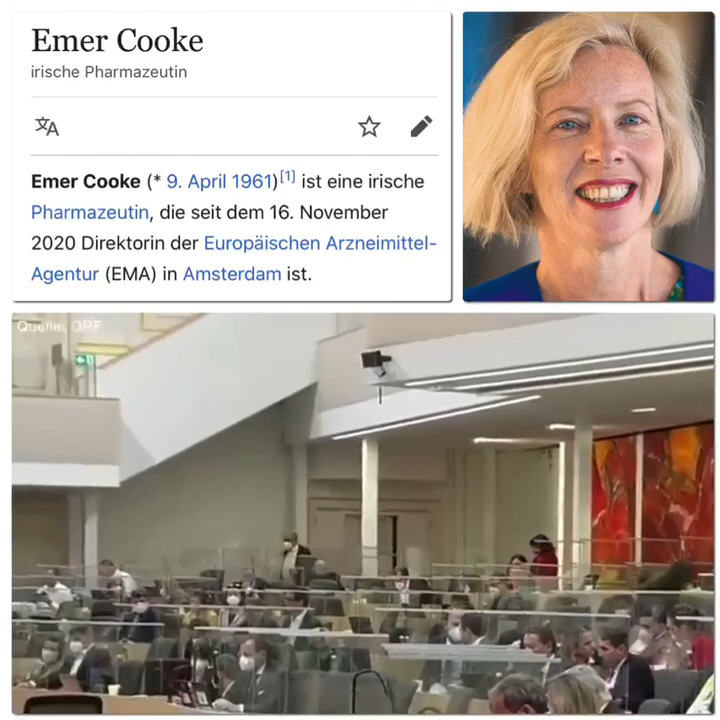 Emer Cooke
irische Pharmazeutin
Emer Cooke (* 9. April 1961)[1] ist eine irische
Pharmazeutin, die seit dem 16. November
2020 Direktorin der Europäischen Arzneimittel-
Agentur (EMA) in Amsterdam ist.
Quelle: ORF